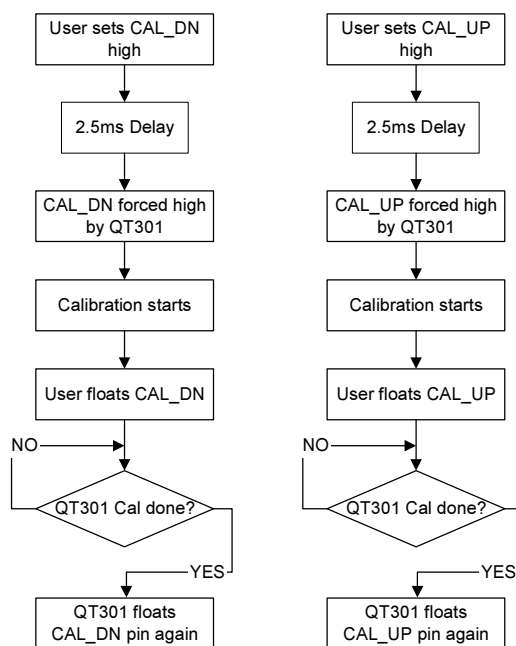 User sets CAL_DN
high
2.5ms Delay
CAL_DN forced high
by QT301
Calibration starts
User floats CAL_DN
NO
QT301 Cal done?
YES
QT301 floats
CAL_DN pin again
User sets CAL_UP
high
2.5ms Delay
CAL_UP forced high
by QT301
Calibration starts
User floats CAL_UP
NO
QT301 Cal done?
YES
QT301 floats
CAL_UP pin again